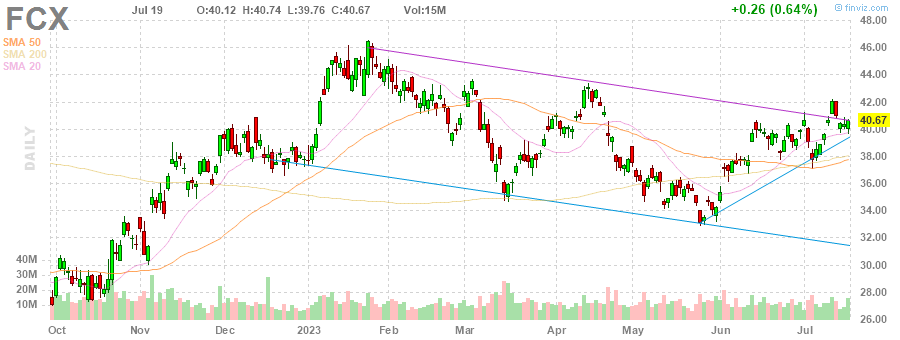 FCX
Jul 19 O:40.12 H:40.74 L:39.76 C:40.67 Vol:15M
+0.26 (0.64%)
finviz.com
SMA 50
SMA 200
SMA 20
DAILY
48.00
46.00
44.00
42.00
40.67
40.00
38.00
36.00
34.00
32.00
30.00
28.00
26.00
40M
30M
20M
10M
Oct Nov Dec 2023 Feb Mar Apr May Jun Jul